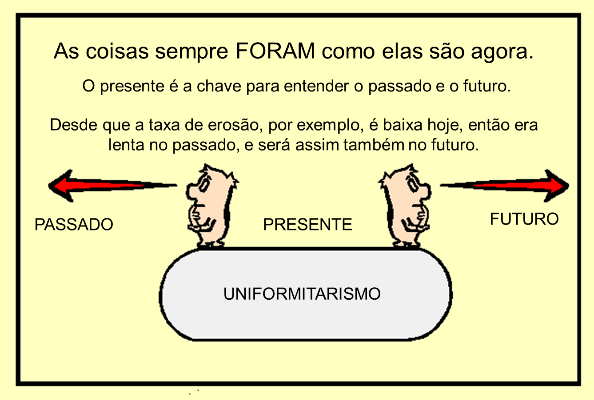 As coisas sempre FORAM como elas são agora.
O presente é a chave para entender o passado e o futuro.
Desde que a taxa de erosão, por exemplo, é baixa hoje, então era
lenta no passado, e será assim também no futuro.
PASSADO
PRESENTE
FUTURO
UNIFORMITARISMO